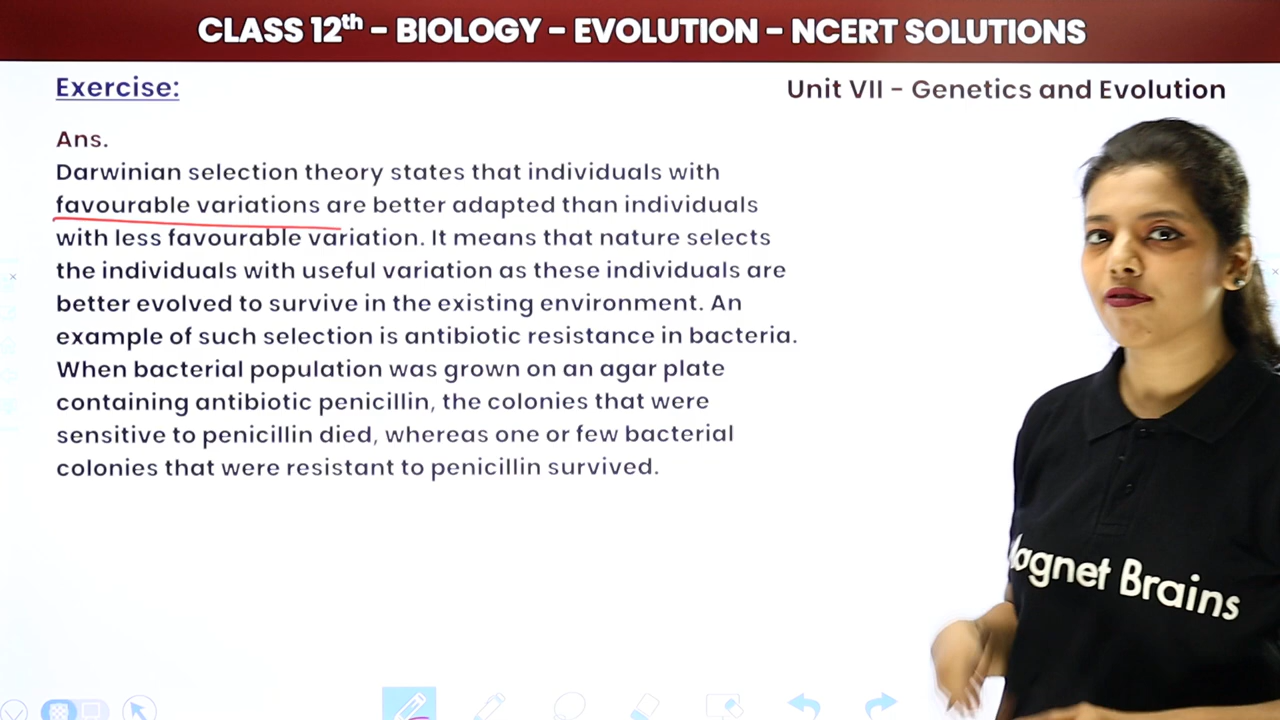 CLASS 12th – BIOLOGY – EVOLUTION – NCERT SOLUTIONS
Exercise:
Unit VII – Genetics and Evolution
Ans.
Darwinian selection theory states that individuals with
favourable variations are better adapted than individuals
with less favourable variation. It means that nature selects
the individuals with useful variation as these individuals are
better evolved to survive in the existing environment. An
example of such selection is antibiotic resistance in bacteria.
When bacterial population was grown on an agar plate
containing antibiotic penicillin, the colonies that were
sensitive to penicillin died, whereas one or few bacterial
colonies that were resistant to penicillin survived.
Magnet Brains